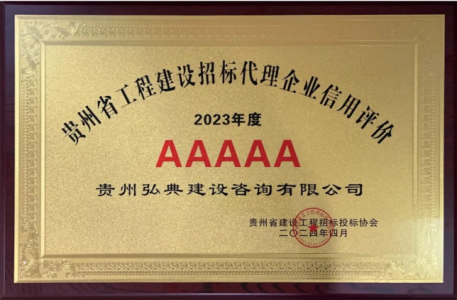 贵州省工程建设招标代理企业信用评价
2023年度
AAAAA
贵州弘典建设咨询有限公司
贵州省建设工程招标投标协会
二〇二四年四月